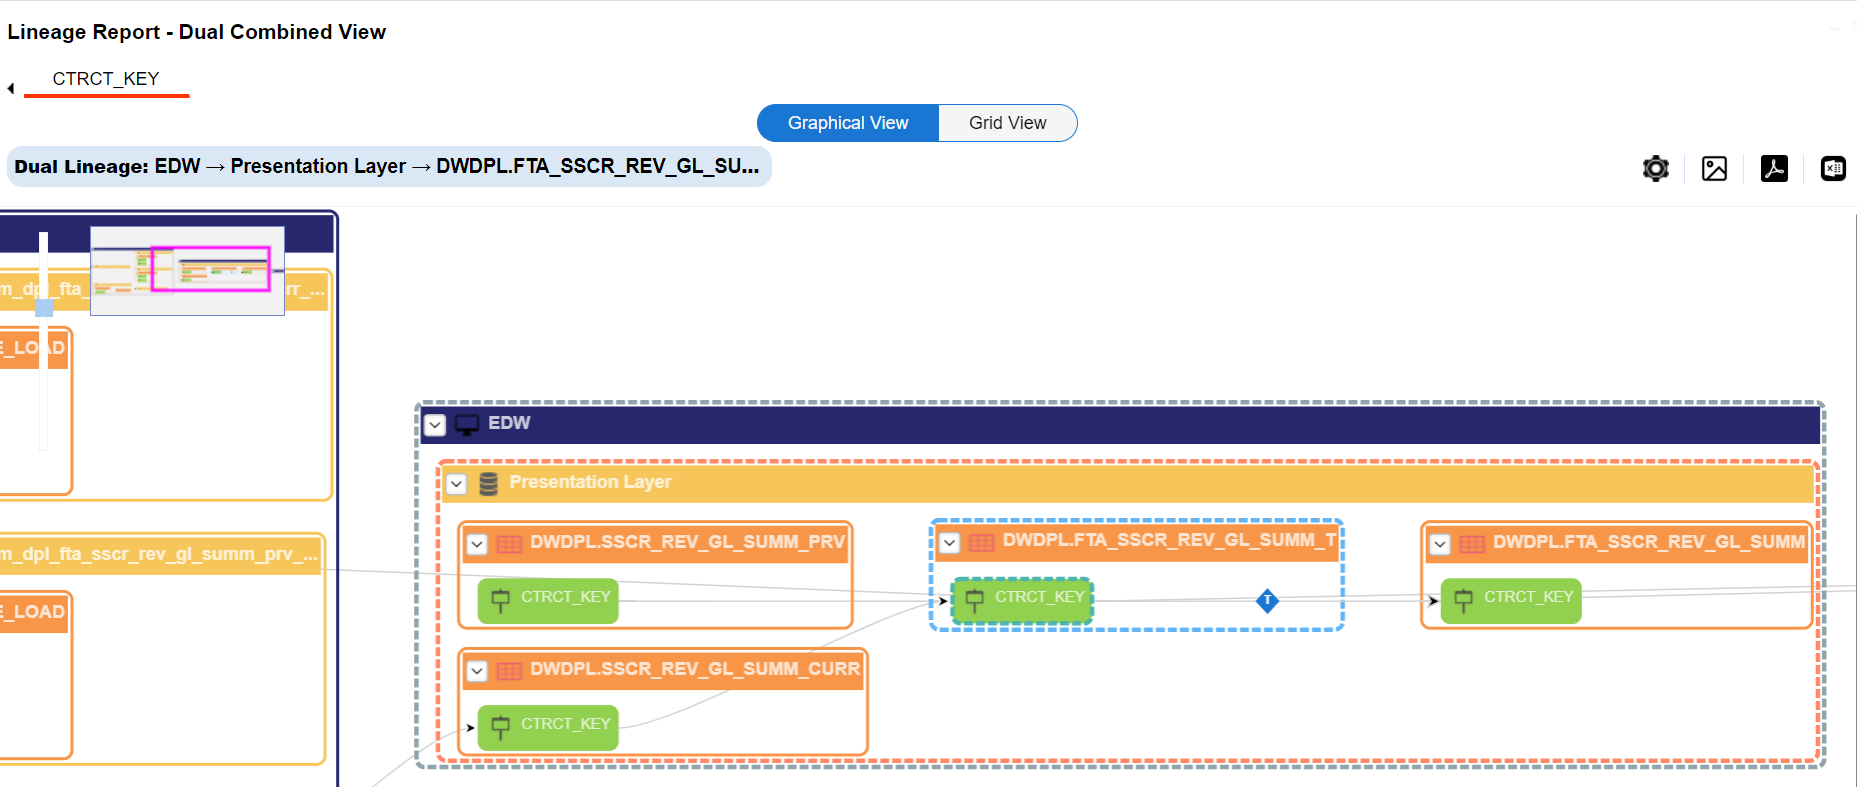 Lineage Report - Dual Combined View
CTRCT_KEY
Graphical View Grid View
Dual Lineage: EDW → Presentation Layer → DWDPL.FTA_SSCR_REV_GL_SU...
m_dpl_fta_ rr_...
E_LOAD
EDW
Presentation Layer
DWDPL.SSCR_REV_GL_SUMM_PRV DWDPL.FTA_SSCR_REV_GL_SUMM_T DWDPL.FTA_SSCR_REV_GL_SUMM
m_dpl_fta_sscr_rev_gl_summ_prv_...
CTRCT_KEY CTRCT_KEY T CTRCT_KEY
E_LOAD
DWDPL.SSCR_REV_GL_SUMM_CURR
CTRCT_KEY